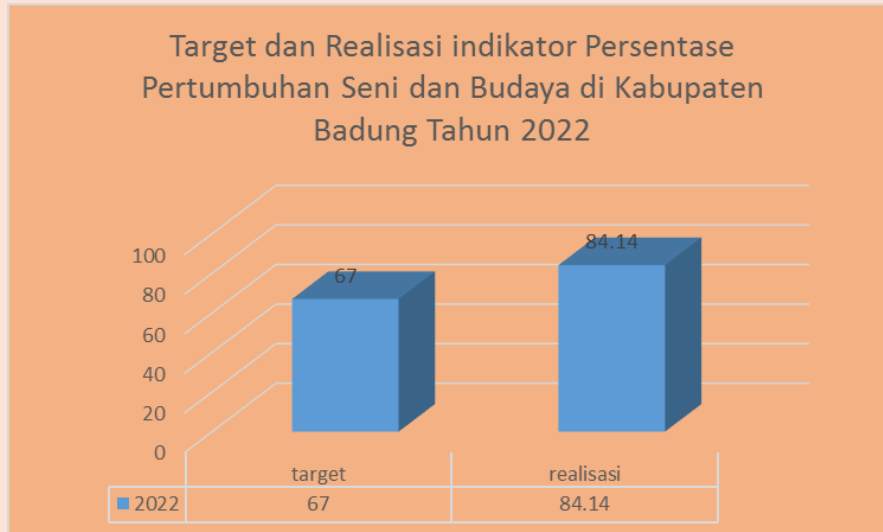 Target dan Realisasi indikator Persentase
Pertumbuhan Seni dan Budaya di Kabupaten
Badung Tahun 2022
84.14
67
100
80
60
40
20
0
target realisasi
2022 67 84.14